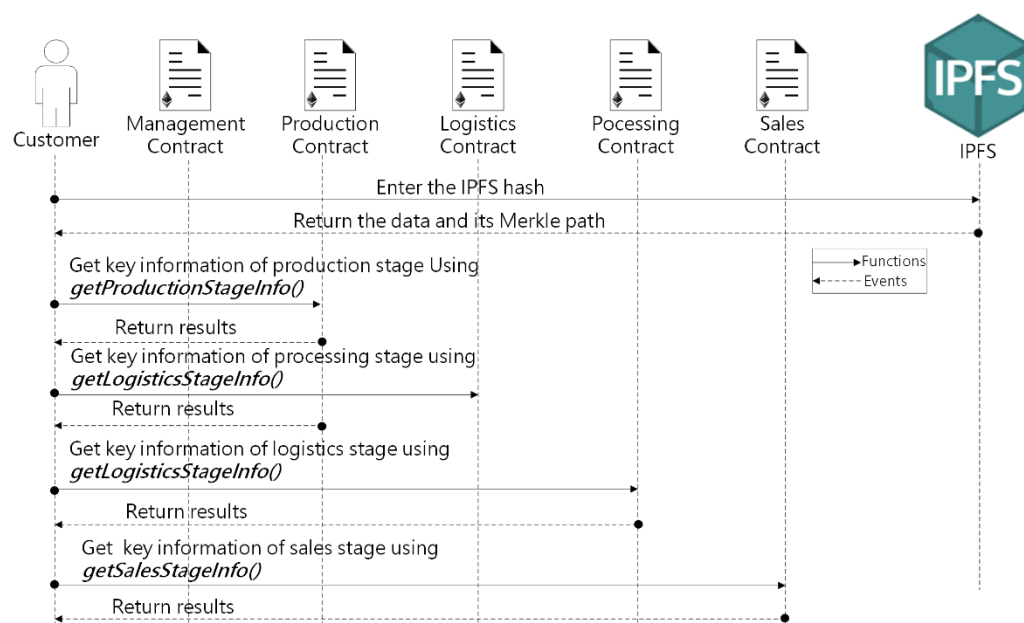 IPFS
Customer
Management
Contract
Production
Contract
Logistics
Contract
Pocessing
Contract
Sales
Contract
IPFS
Enter the IPFS hash
Return the data and its Merkle path
Functions
Events
Get key information of production stage Using
getProductionStageInfo()
Return results
Get key information of processing stage using
getLogisticsStageInfo()
Return results
Get key information of logistics stage using
getLogisticsStageInfo()
Return results
Get key information of sales stage using
getSalesStageInfo()
Return results